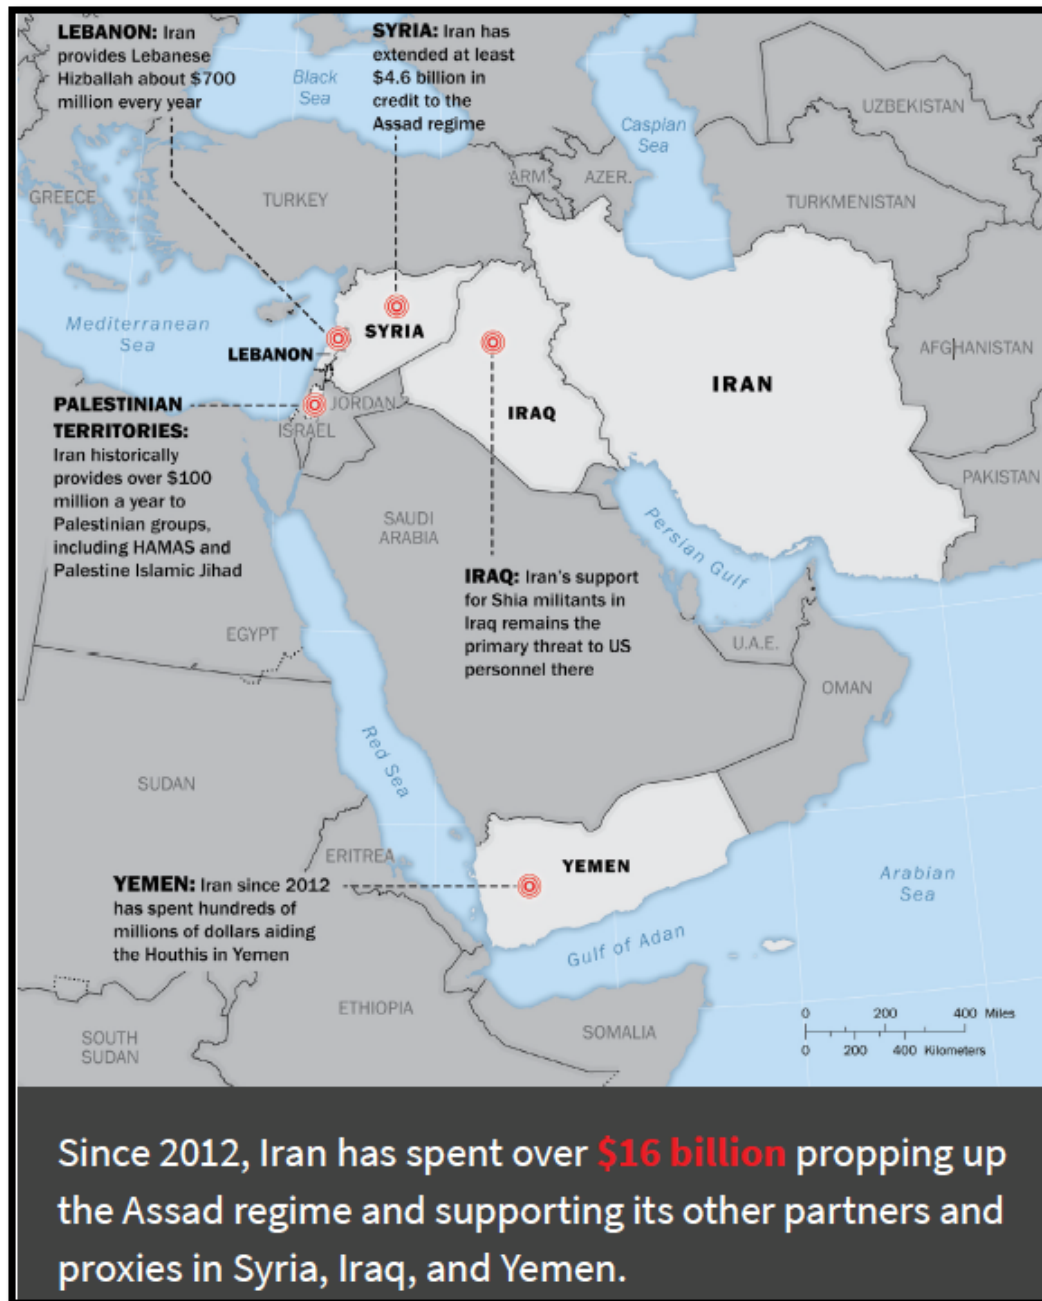 LEBANON: Iran
provides Lebanese
Hizballah about $700
million every year
SYRIA: Iran has
extended at least
$4.6 billion in
credit to the
Assad regime
Black
Sea
Caspian
Sea
UZBEKISTAN
GREECE
TURKEY
ARM.
AZER.
TURKMENISTAN
Mediterranean
Sea
SYRIA
LEBANON
AFGHANISTAN
IRAN
PALESTINIAN
TERRITORIES:
Iran historically
provides over $100
million a year to
Palestinian groups,
including HAMAS and
Palestine Islamic Jihad
JORDAN
ISRAEL
IRAQ
PAKISTAN
SAUDI
ARABIA
Persian Gulf
IRAQ: Iran's support
for Shia militants in
Iraq remains the
primary threat to US
personnel there
EGYPT
U.A.E.
OMAN
Red Sea
SUDAN
ERITREA
YEMEN
YEMEN: Iran since 2012
has spent hundreds of
millions of dollars aiding
the Houthis in Yemen
Arabian
Sea
Gulf of Adan
ETHIOPIA
SOMALIA
SOUTH
SUDAN
0 200 400 Miles
0 200 400 Kilometers
Since 2012, Iran has spent over $16 billion propping up
the Assad regime and supporting its other partners and
proxies in Syria, Iraq, and Yemen.